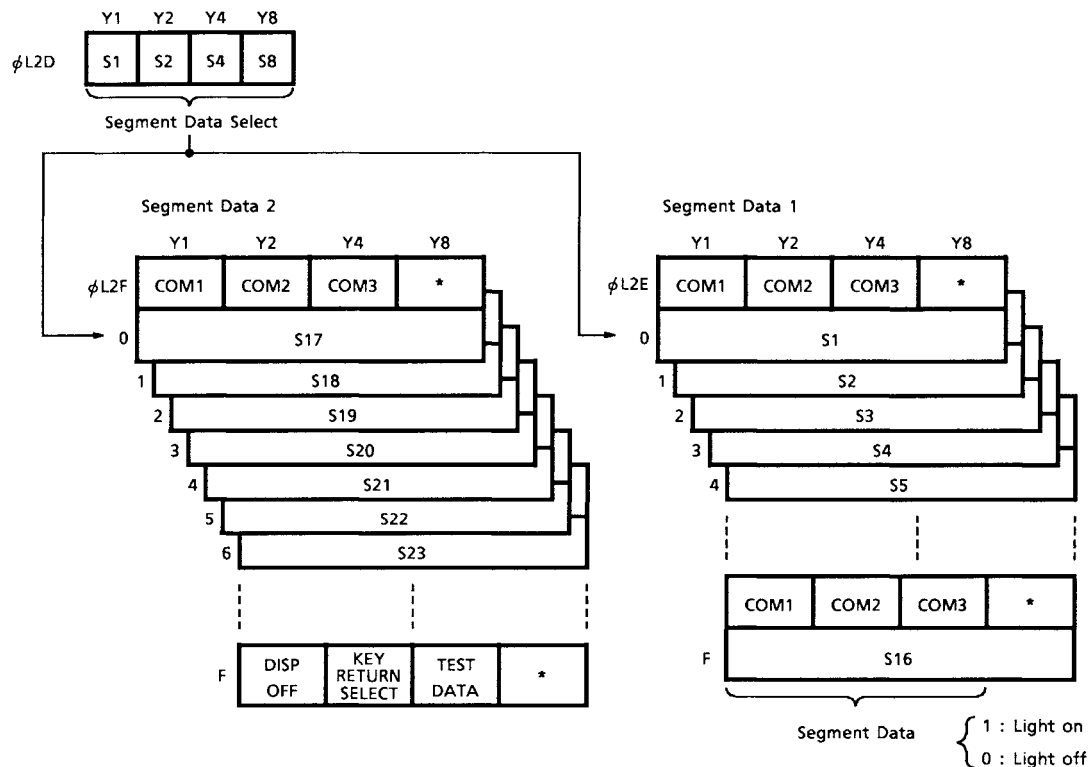 Y1 Y2 Y4 Y8
ϕL2D S1 S2 S4 S8
Segment Data Select
Segment Data 2
Y1 Y2 Y4 Y8
ϕL2F COM1 COM2 COM3 *
0 S17
1 S18
2 S19
3 S20
4 S21
5 S22
6 S23
F DISP OFF KEY RETURN SELECT TEST DATA *
Segment Data 1
Y1 Y2 Y4 Y8
ϕL2E COM1 COM2 COM3 *
0 S1
1 S2
2 S3
3 S4
4 S5
COM1 COM2 COM3 *
F S16
Segment Data
1 : Light on
0 : Light off